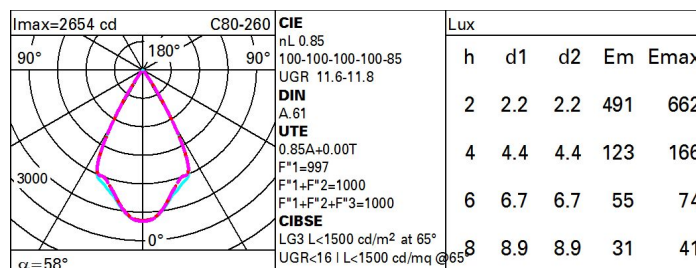 Imax=2654 cd C80-260
90° 180° 90°
3000
0°
α=58°
CIE
nL 0.85
100-100-100-100-85
UGR 11.6-11.8
DIN
A.61
UTE
0.85A+0.00T
F"1=997
F"1+F"2=1000
F"1+F"2+F"3=1000
CIBSE
LG3 L<1500 cd/m² at 65°
UGR<16 | L<1500 cd/mq @65°
Lux
h d1 d2 Em Emax
2 2.2 2.2 491 662
4 4.4 4.4 123 166
6 6.7 6.7 55 74
8 8.9 8.9 31 41